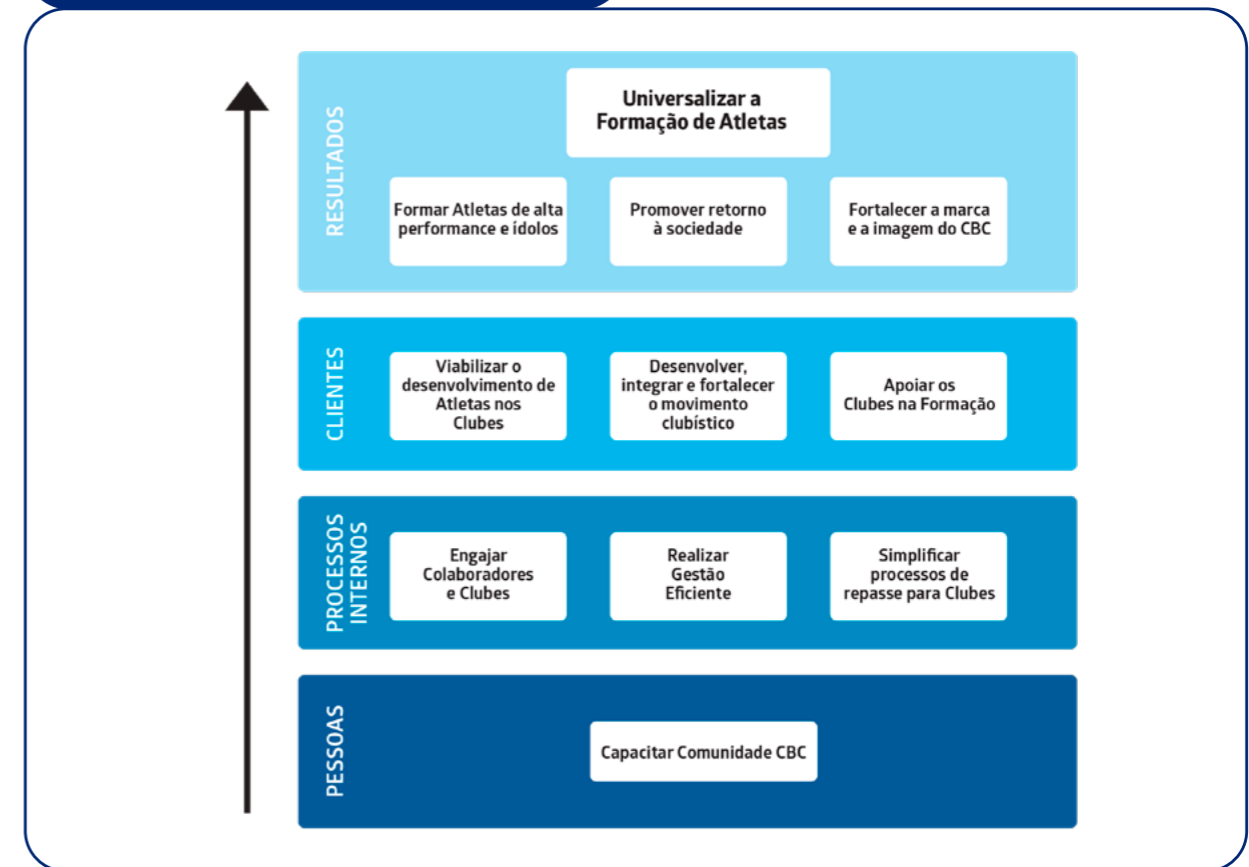 RESULTADOS
Universalizar a
Formação de Atletas
Formar Atletas de alta
performance e ídolos
Promover retorno
à sociedade
Fortalecer a marca
e a imagem do CBC
CLIENTES
Viabilizar o
desenvolvimento de
Atletas nos
Clubes
Desenvolver,
integrar e fortalecer
o movimento
clubístico
Apoiar os
Clubes na Formação
PROCESSOS
INTERNOS
Engajar
Colaboradores
e Clubes
Realizar
Gestão
Eficiente
Simplificar
processos de
repasse para Clubes
PESSOAS
Capacitar Comunidade CBC